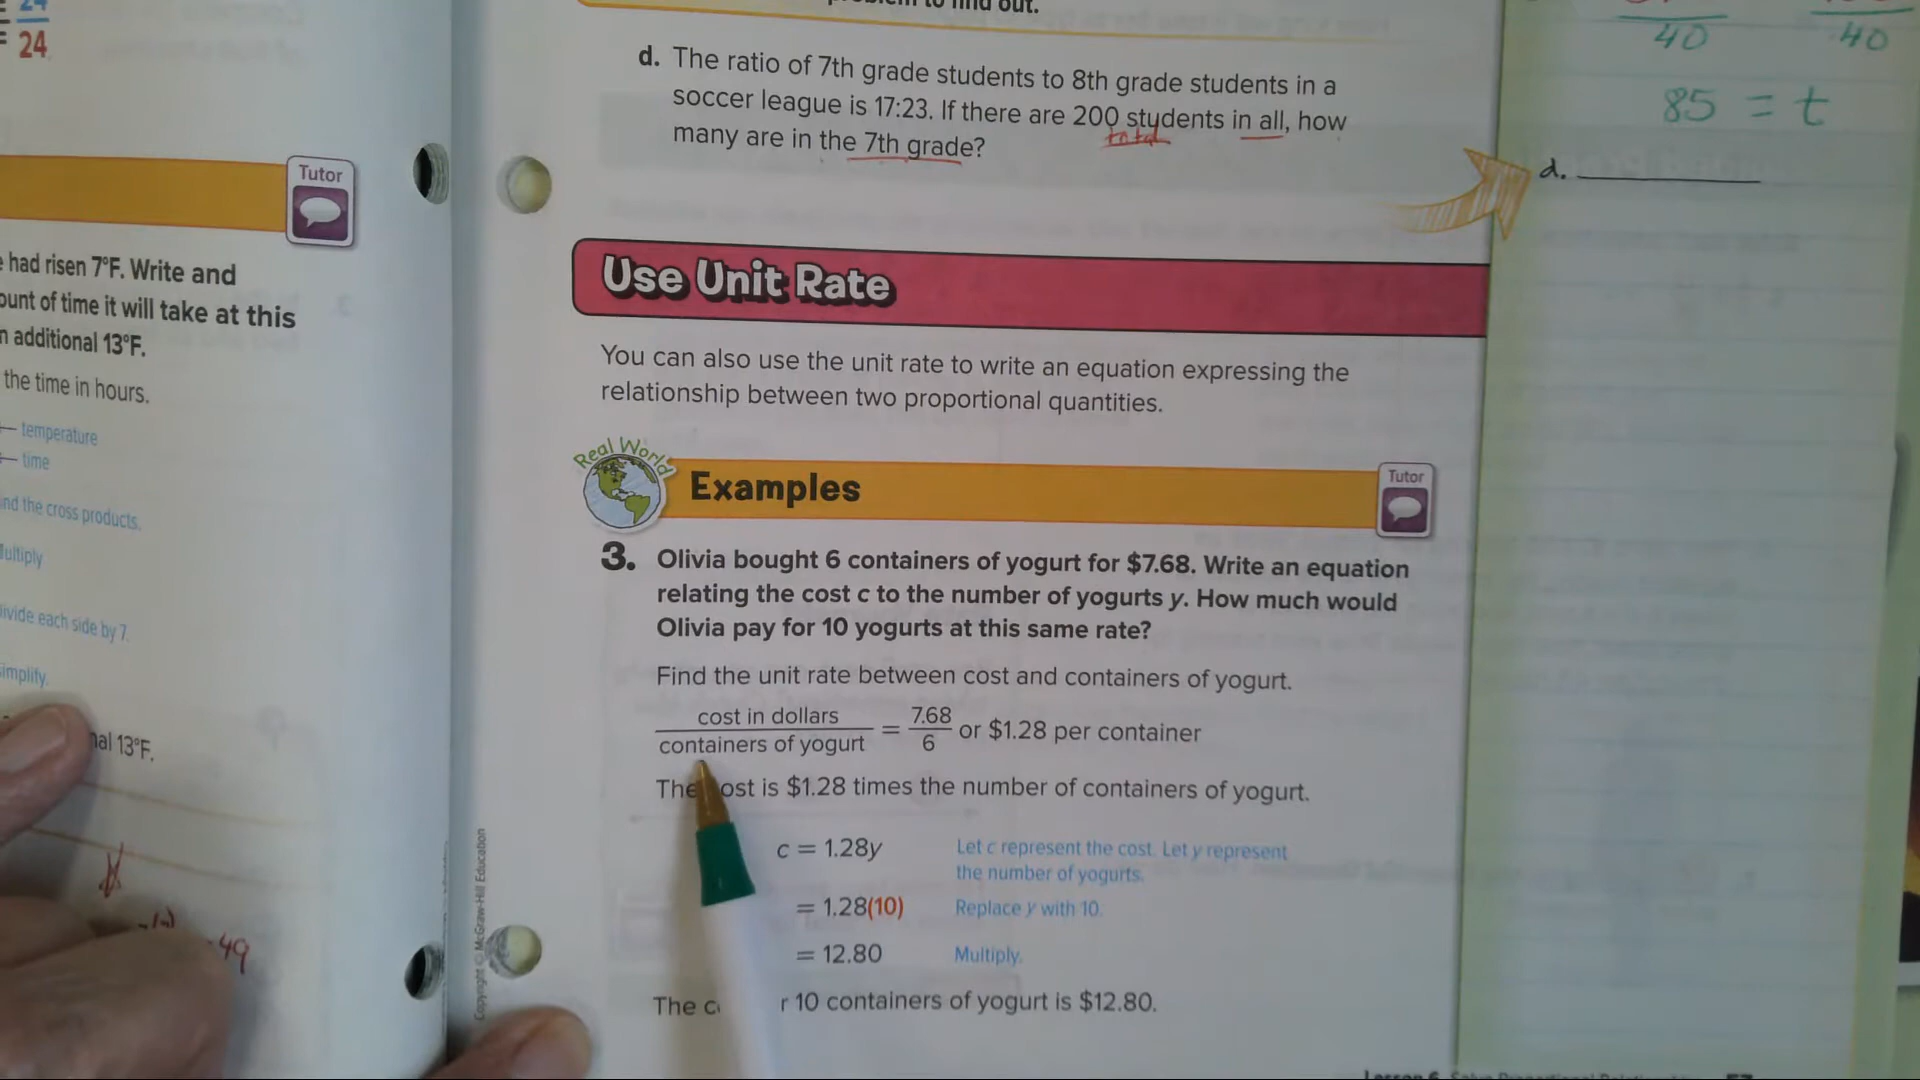 24
= 24
Tutor
had risen 7°F. Write and
ount of time it will take at this
additional 13°F.
the time in hours.
← temperature
← time
nd the cross products.
ultiply
ivide each side by 7.
implify.
nal 13°F.
49
to find out.
d. The ratio of 7th grade students to 8th grade students in a
soccer league is 17:23. If there are 200 students in all, how
total
many are in the 7th grade?
40 40
85 = t
d.
Use Unit Rate
You can also use the unit rate to write an equation expressing the
relationship between two proportional quantities.
Real World
Examples
Tutor
3. Olivia bought 6 containers of yogurt for $7.68. Write an equation
relating the cost c to the number of yogurts y. How much would
Olivia pay for 10 yogurts at this same rate?
Find the unit rate between cost and containers of yogurt.
cost in dollars
containers of yogurt = 7.68/6 or $1.28 per container
The ost is $1.28 times the number of containers of yogurt.
c = 1.28y Let c represent the cost. Let y represent
the number of yogurts.
= 1.28(10) Replace y with 10.
= 12.80 Multiply.
The c r 10 containers of yogurt is $12.80.
Copyright © McGraw-Hill Education